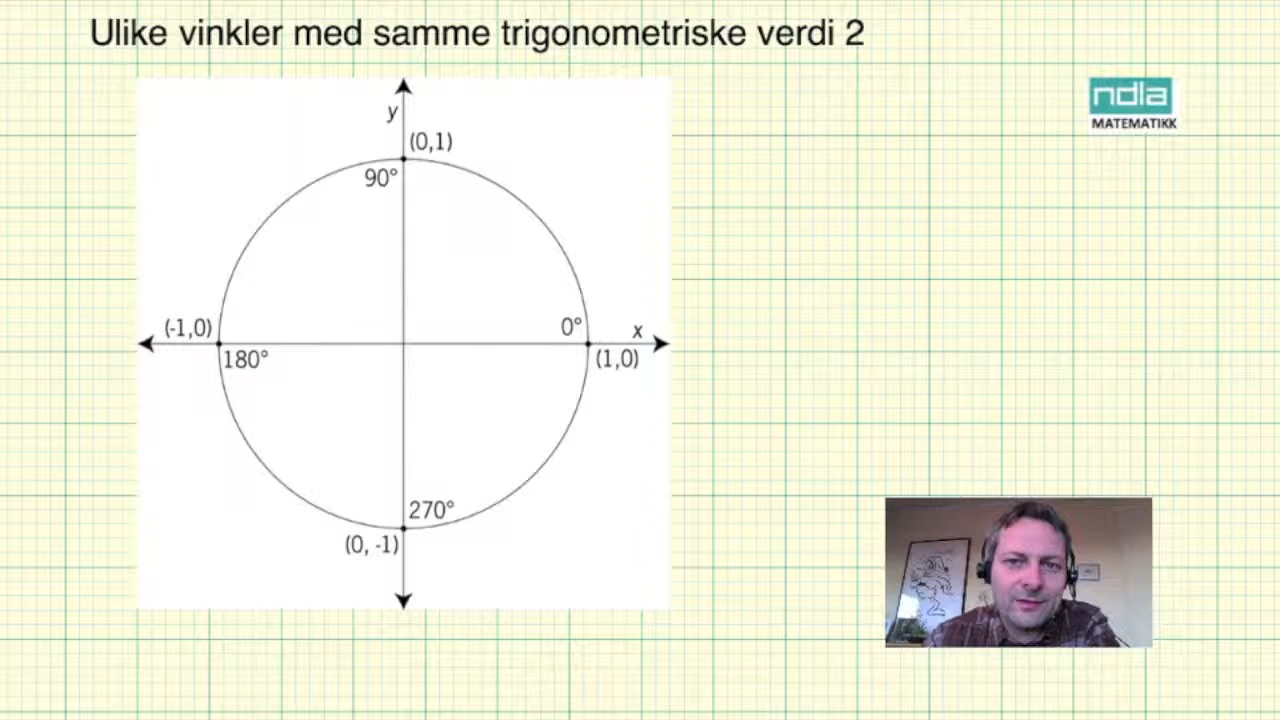 Ulike vinkler med samme trigonometriske verdi 2
ndla
MATEMATIKK
y
(0,1)
90°
(-1,0)
0°
x
180°
(1,0)
270°
(0, -1)